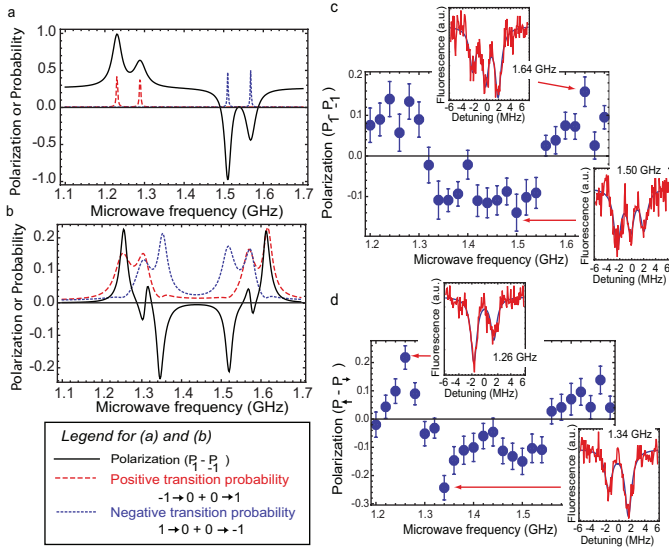 a
Polarization or Probability
1.0
0.5
0.0
-0.5
-1.0
1.1 1.2 1.3 1.4 1.5 1.6 1.7
Microwave frequency (GHz)
b
Polarization or Probability
0.2
0.1
0.0
-0.1
-0.2
1.1 1.2 1.3 1.4 1.5 1.6 1.7
Microwave frequency (GHz)
Legend for (a) and (b)
Polarization (P1 - P-1)
Positive transition probability
-1→0 + 0→1
Negative transition probability
1→0 + 0→ -1
c
Polarization (P1 - P-1)
0.2
0.1
0.0
-0.1
1.2 1.3 1.4 1.5 1.6
Microwave frequency (GHz)
Fluorescence (a.u.)
1.64 GHz
-6 -4 -2 0 2 4 6
Detuning (MHz)
Fluorescence (a.u.)
1.50 GHz
-6 -4 -2 0 2 4 6
Detuning (MHz)
d
Polarization (P↑ - P↓)
0.3
0.2
0.1
0.0
-0.1
-0.2
-0.3
1.2 1.3 1.4 1.5
Microwave frequency (GHz)
Fluorescence (a.u.)
1.26 GHz
-6 -4 -2 0 2 4 6
Detuning (MHz)
Fluorescence (a.u.)
1.34 GHz
-6 -4 -2 0 2 4 6
Detuning (MHz)